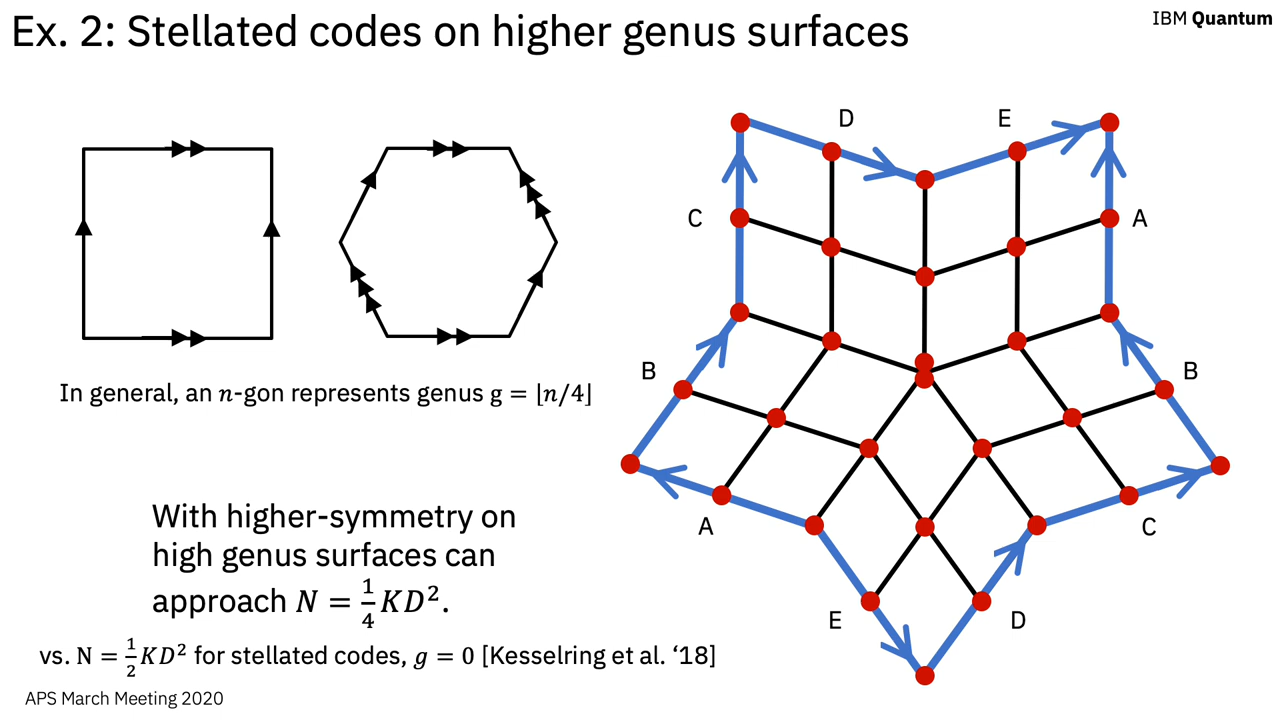 Ex. 2: Stellated codes on higher genus surfaces
IBM Quantum
D
E
C
A
B
B
A
C
E
D
In general, an n-gon represents genus g = ⌊n/4⌋
With higher-symmetry on
high genus surfaces can
approach N = 1/4 KD².
vs. N = 1/2 KD² for stellated codes, g = 0 [Kesselring et al. ‘18]
APS March Meeting 2020